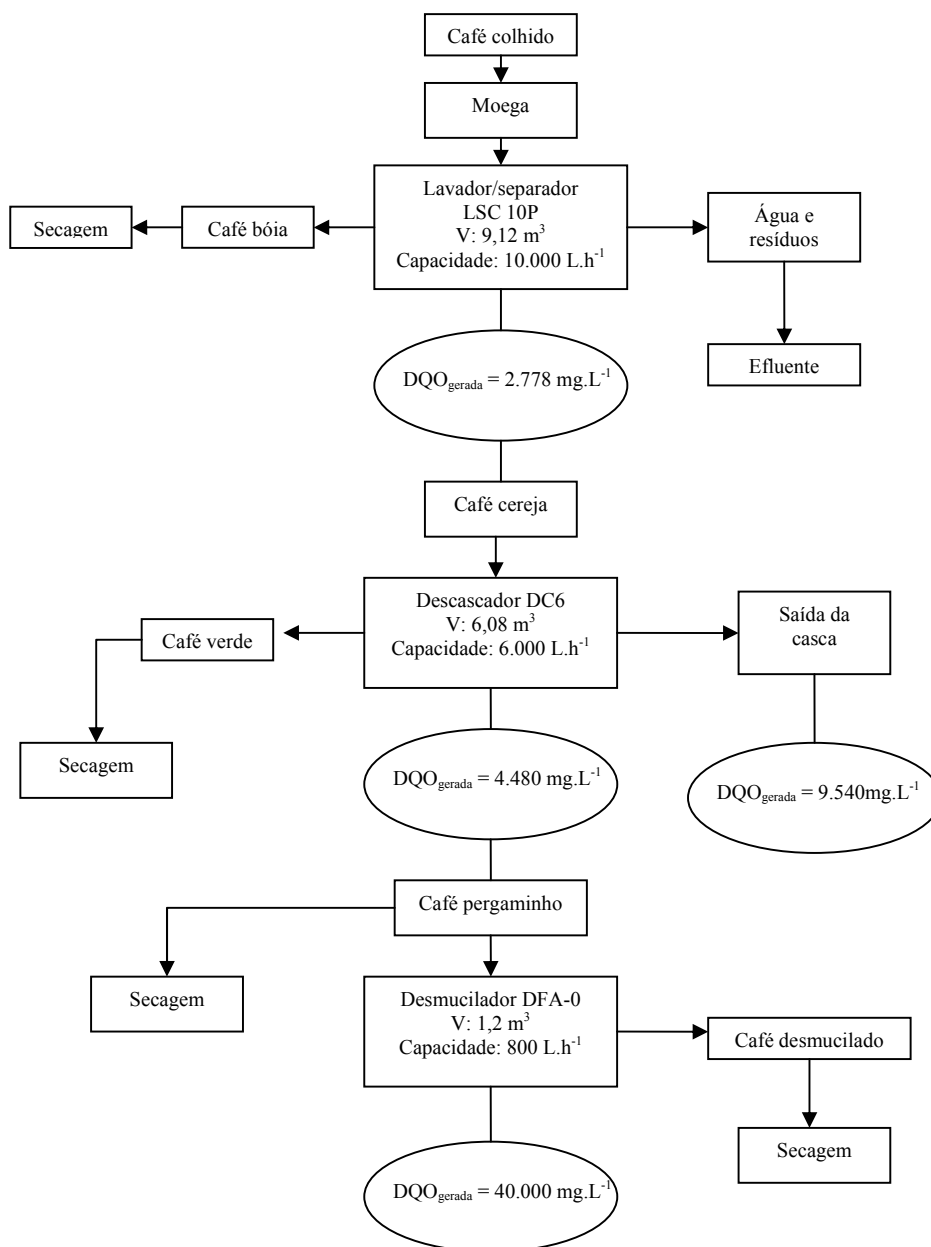 Café colhido
Moega
Lavador/separador
LSC 10P
V: 9,12 m³
Capacidade: 10.000 L.h⁻¹
Secagem
Café bóia
Água e
resíduos
Efluente
DQOgerada = 2.778 mg.L⁻¹
Café cereja
Descascador DC6
V: 6,08 m³
Capacidade: 6.000 L.h⁻¹
Café verde
Secagem
Saída da
casca
DQOgerada = 4.480 mg.L⁻¹
DQOgerada = 9.540mg.L⁻¹
Café pergaminho
Secagem
Desmucilador DFA-0
V: 1,2 m³
Capacidade: 800 L.h⁻¹
Café desmucilado
Secagem
DQOgerada = 40.000 mg.L⁻¹